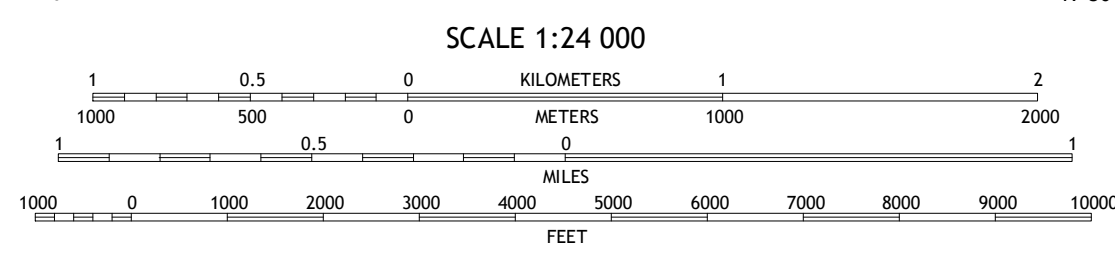 SCALE 1:24 000
1 0.5 0 KILOMETERS 1 2
1000 500 0 METERS 1000 2000
1 0.5 0 1
MILES
1000 0 1000 2000 3000 4000 5000 6000 7000 8000 9000 10000
FEET